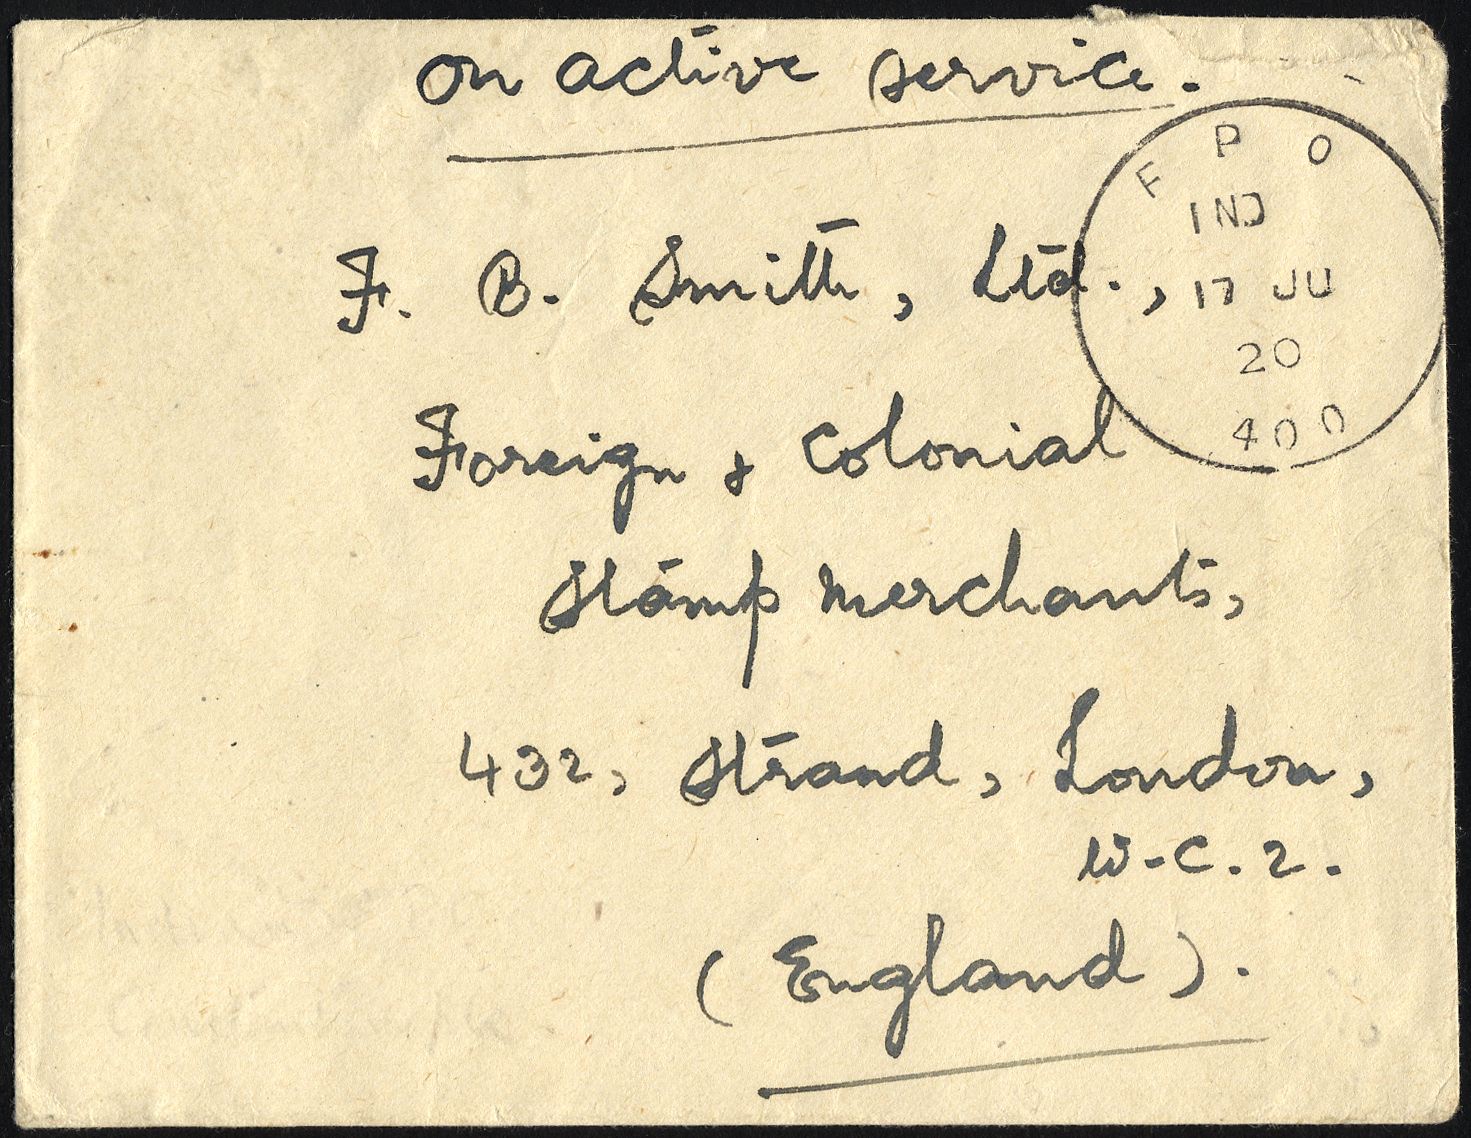 on active service.
F. B. Smith, Ltd.,
Foreign & Colonial
Stamp Merchants,
432, Strand, London,
W.C.2.
(England).
F P O
IND
17 JU
20
400